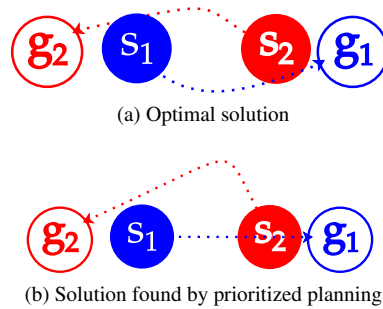 g₂ s₁ s₂ g₁
(a) Optimal solution
g₂ s₁ s₂ g₁
(b) Solution found by prioritized planning